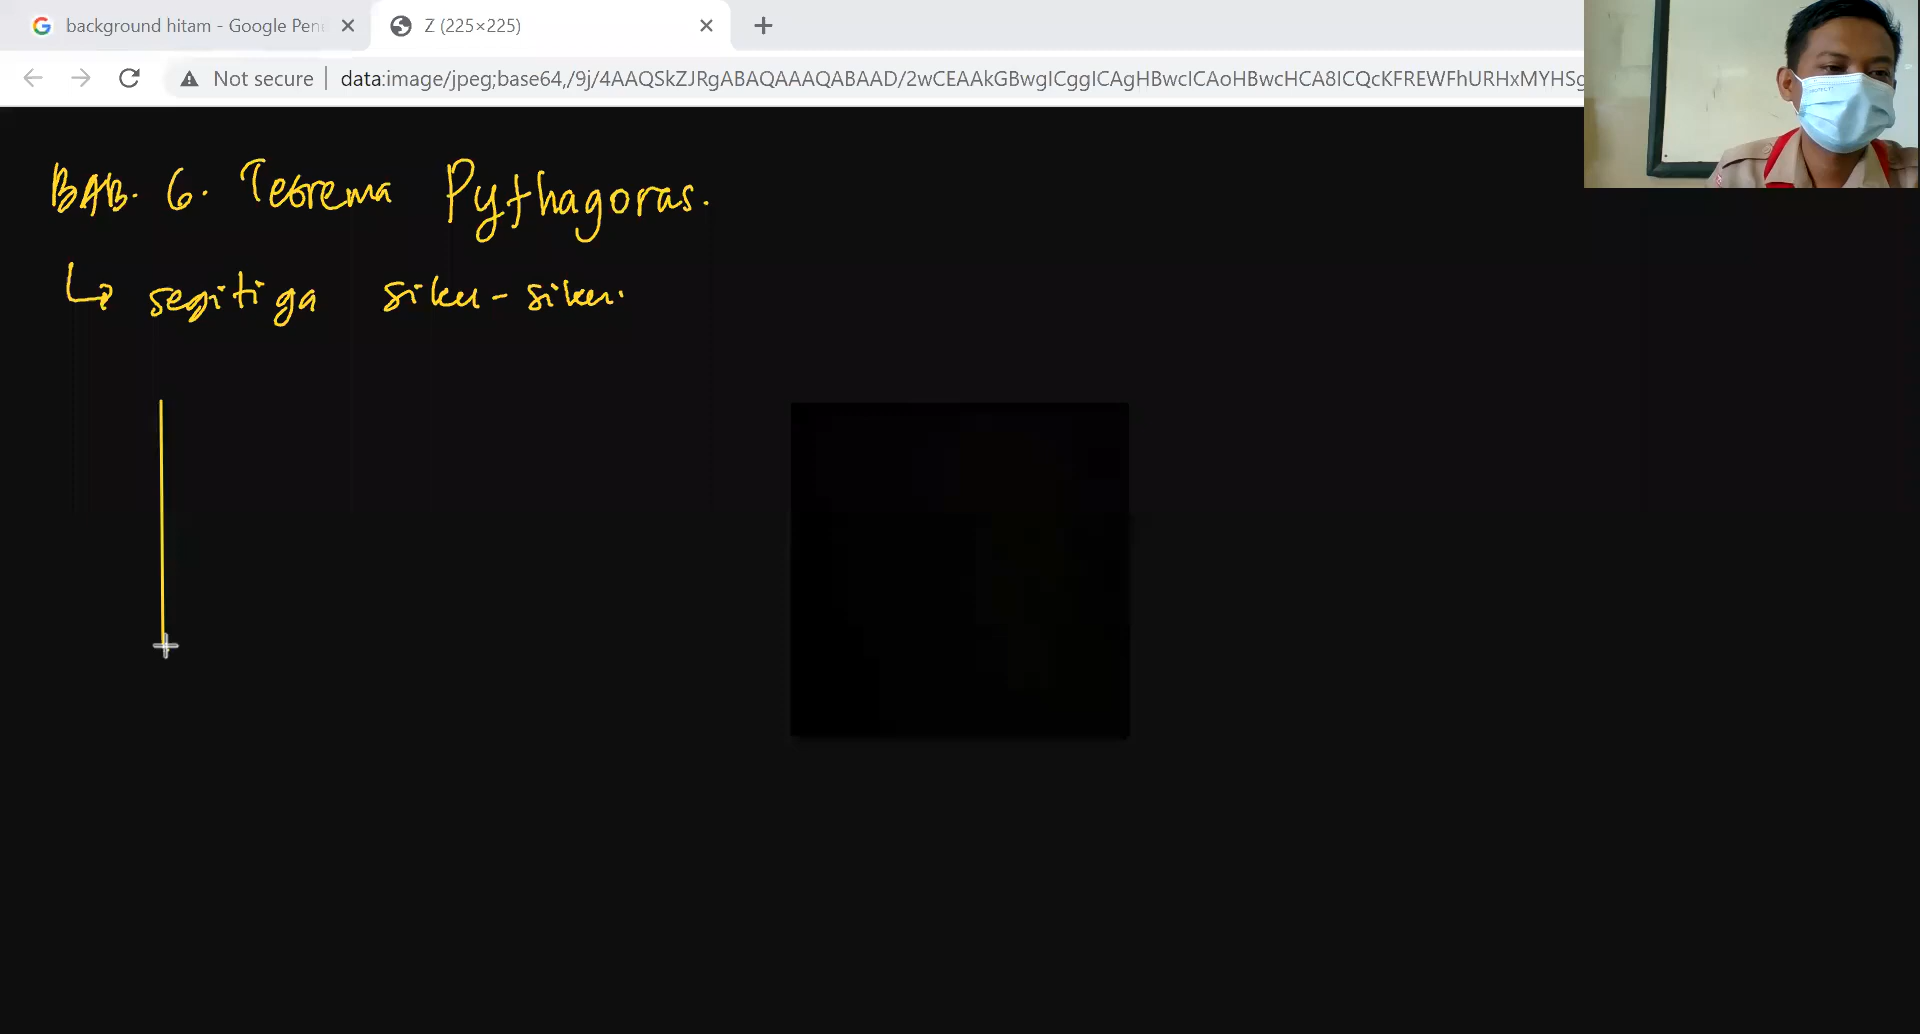 background hitam - Google Pen
Z (225×225)
Not secure
data:image/jpeg;base64,/9j/4AAQSkZJRgABAQAAAQABAAD/2wCEAAkGBwgICggICAgHBwcICAoHBwcHCA8ICQcKFREWFhURHxMYHSg
BAB. 6. Teorema Pythagoras.
segitiga siku-siku.